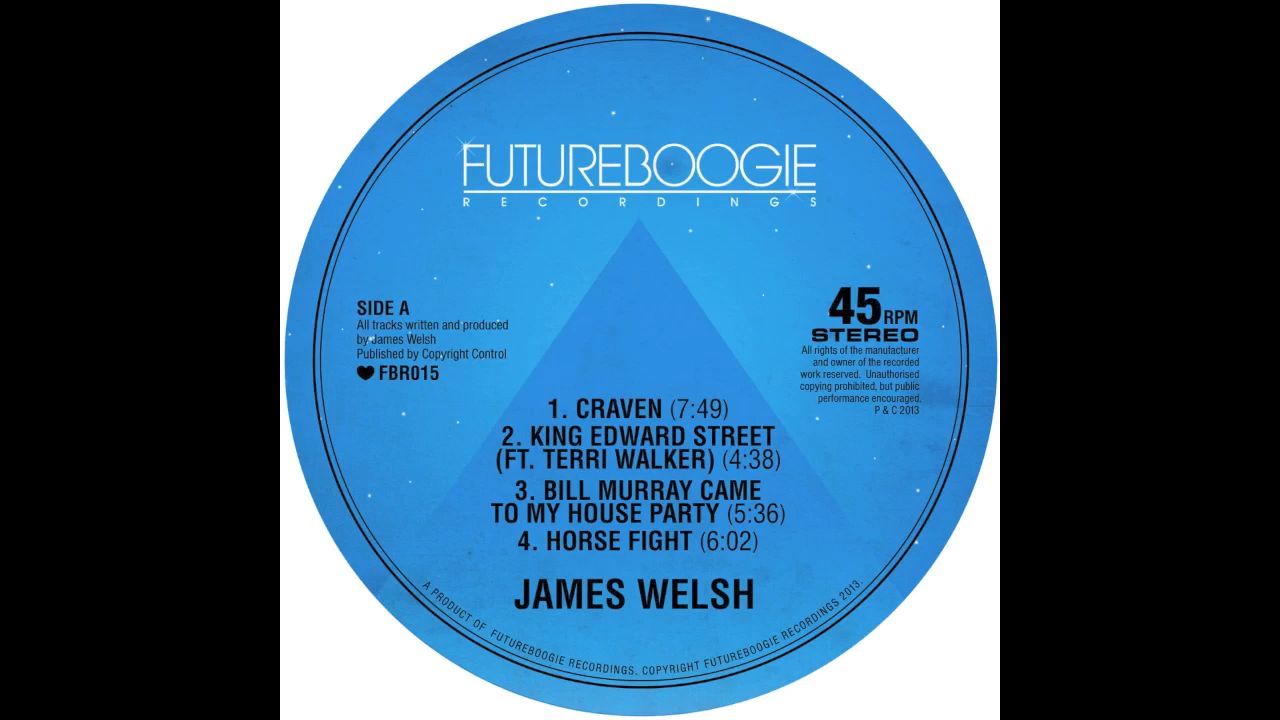 FUTUREBOOGIE
RECORDINGS
SIDE A
All tracks written and produced
by James Welsh
Published by Copyright Control
FBR015
45 RPM
STEREO
All rights of the manufacturer
and owner of the recorded
work reserved. Unauthorised
copying prohibited, but public
performance encouraged.
P & C 2013
1. CRAVEN (7:49)
2. KING EDWARD STREET
(FT. TERRI WALKER) (4:38)
3. BILL MURRAY CAME
TO MY HOUSE PARTY (5:36)
4. HORSE FIGHT (6:02)
JAMES WELSH
A PRODUCT OF FUTUREBOOGIE RECORDINGS. COPYRIGHT FUTUREBOOGIE RECORDINGS 2013.